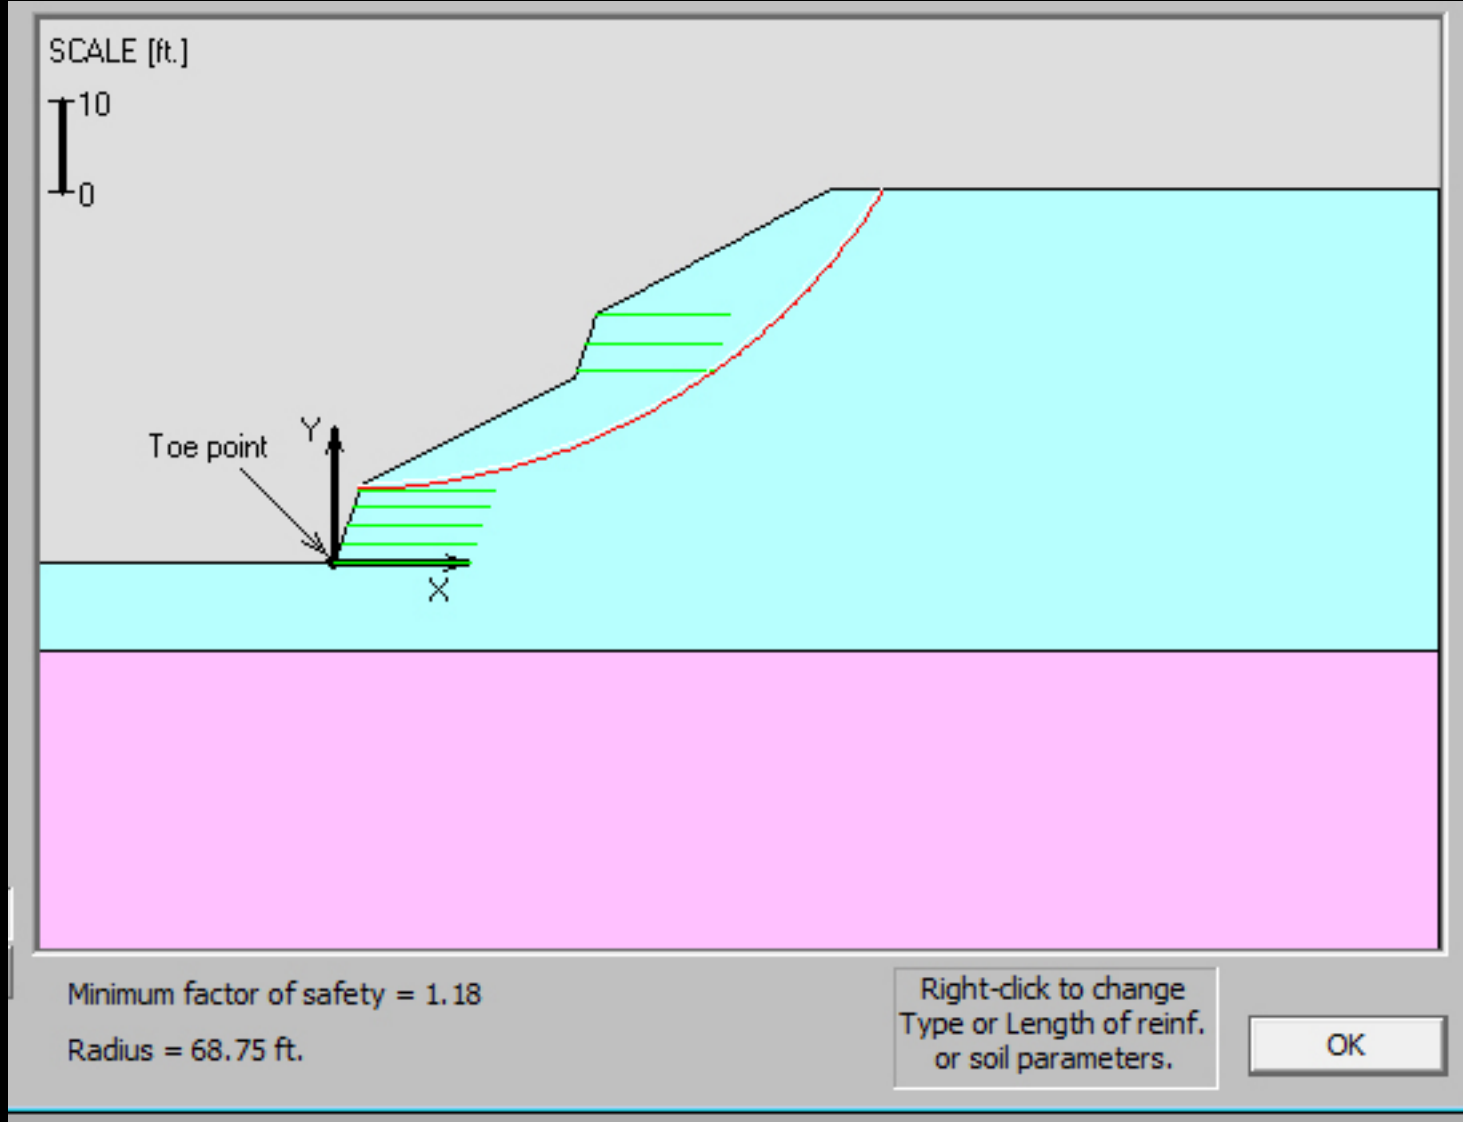 SCALE [ft.]
10
0
Y
Toe point
X
Minimum factor of safety = 1.18
Radius = 68.75 ft.
Right-click to change
Type or Length of reinf.
or soil parameters.
OK